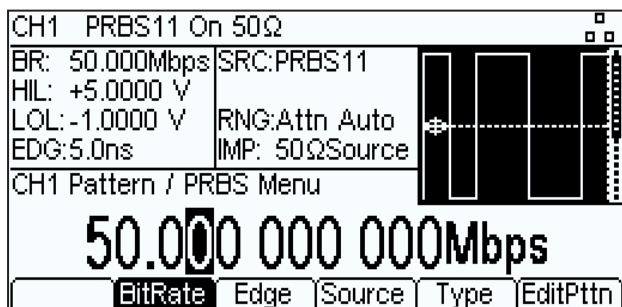 CH1 PRBS11 On 50Ω
BR: 50.000Mbps SRC:PRBS11
HIL: +5.0000 V
LOL:-1.0000 V RNG:Attn Auto
EDG:5.0ns IMP: 50ΩSource
CH1 Pattern / PRBS Menu
50.000 000 000Mbps
BitRate Edge Source Type EditPttn